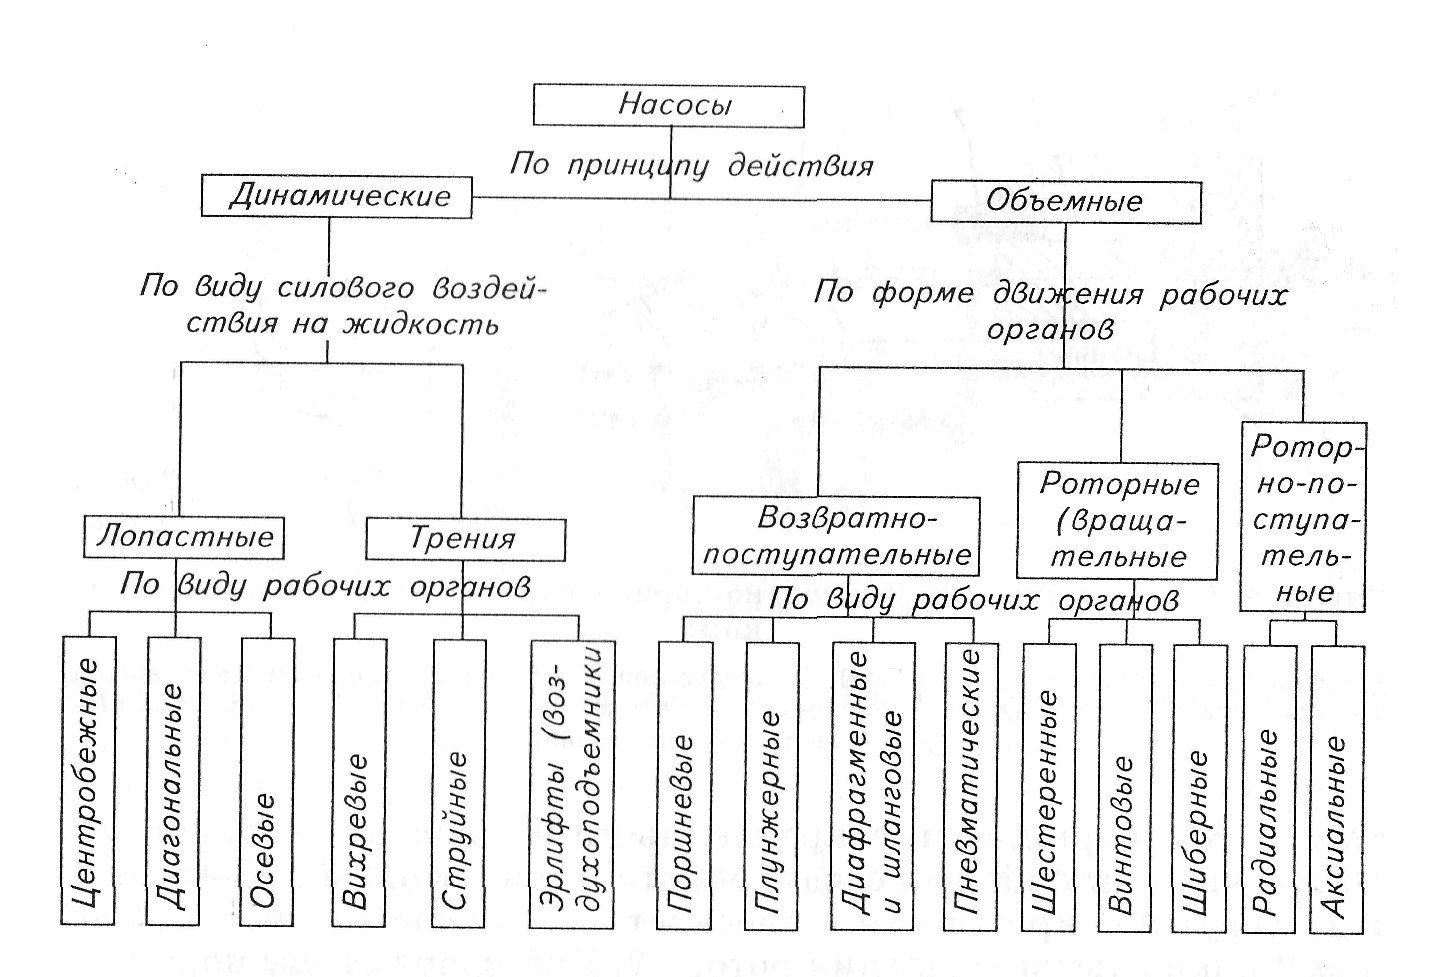 Насосы
По принципу действия
Динамические
Объемные
По виду силового воздей-
ствия на жидкость
По форме движения рабочих
органов
Лопастные
Трения
Возвратно-
поступательные
Роторные
(враща-
тельные
Ротор-
но-по-
ступа-
тель-
ные
По виду рабочих органов
По виду рабочих органов
Центробежные
Диагональные
Осевые
Вихревые
Струйные
Эрлифты (воз-
духоподъемники
Поршневые
Плунжерные
Диафрагменные
и шланговые
Пневматические
Шестеренные
Винтовые
Шиберные
Радиальные
Аксиальные